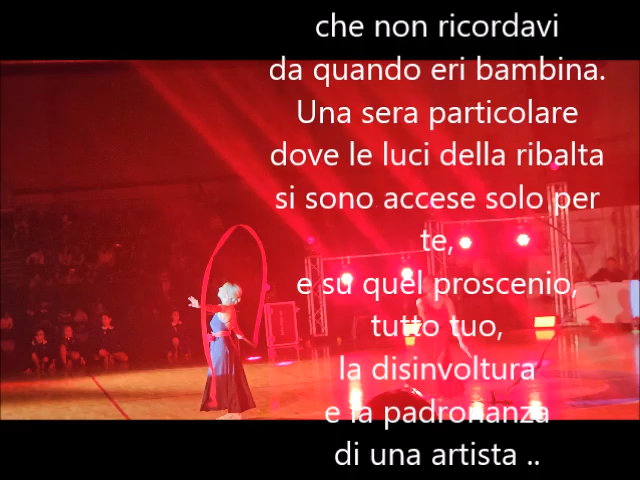 che non ricordavi
da quando eri bambina.
Una sera particolare
dove le luci della ribalta
si sono accese solo per
te,
e su quel proscenio,
tutto tuo,
la disinvoltura
e la padronanza
di una artista ..